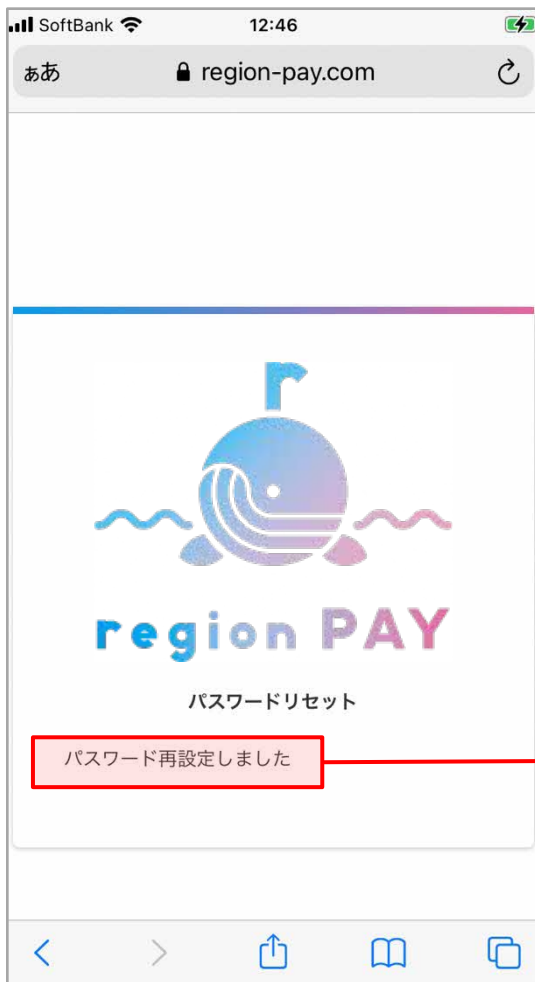 SoftBank 12:46
ああ region-pay.com
r
region PAY
パスワードリセット
パスワード再設定しました